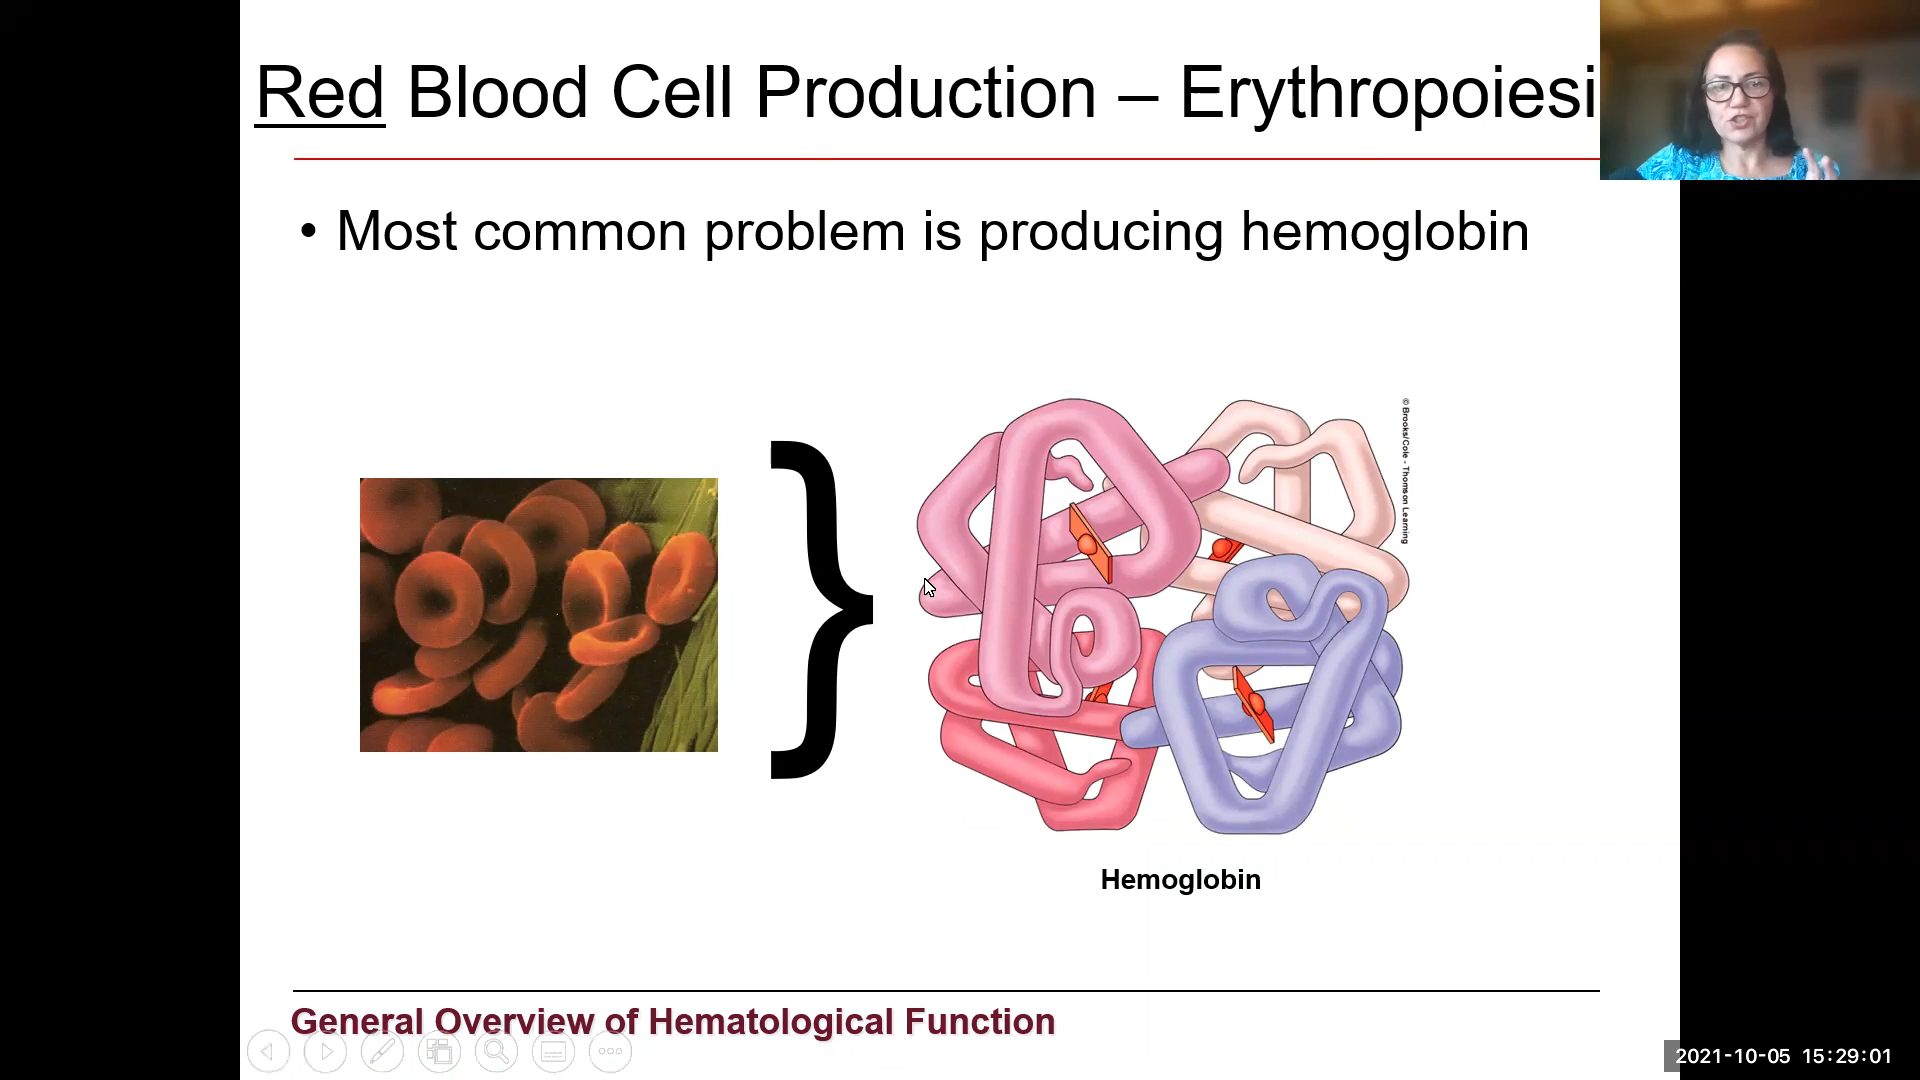 Red Blood Cell Production – Erythropoiesi
• Most common problem is producing hemoglobin
© Brooks/Cole - Thomson Learning
Hemoglobin
General Overview of Hematological Function
2021-10-05 15:29:01